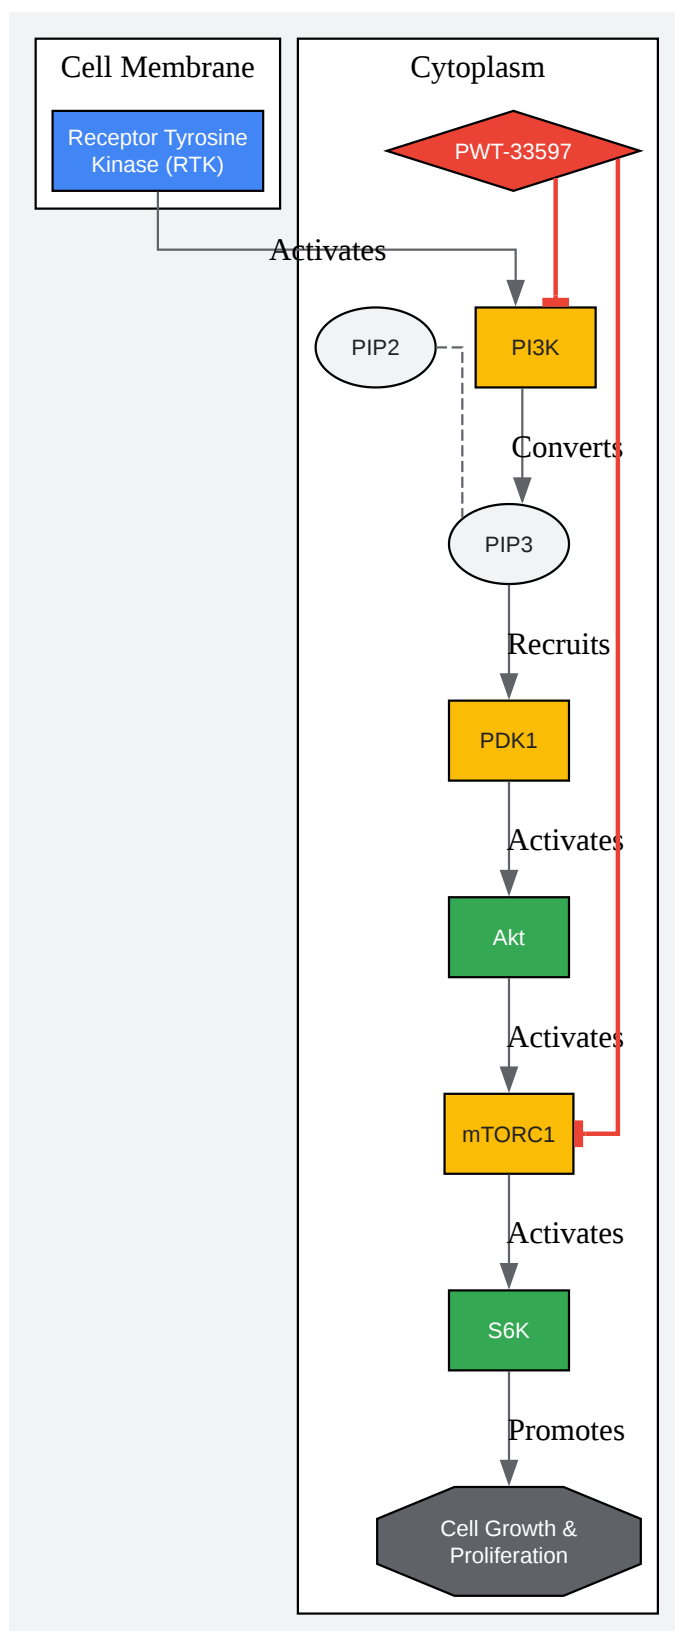 Cell Membrane
Cytoplasm
Receptor Tyrosine
Kinase (RTK)
PWT-33597
Activates
PIP2
PI3K
Converts
PIP3
Recruits
PDK1
Activates
Akt
Activates
mTORC1
Activates
S6K
Promotes
Cell Growth &
Proliferation